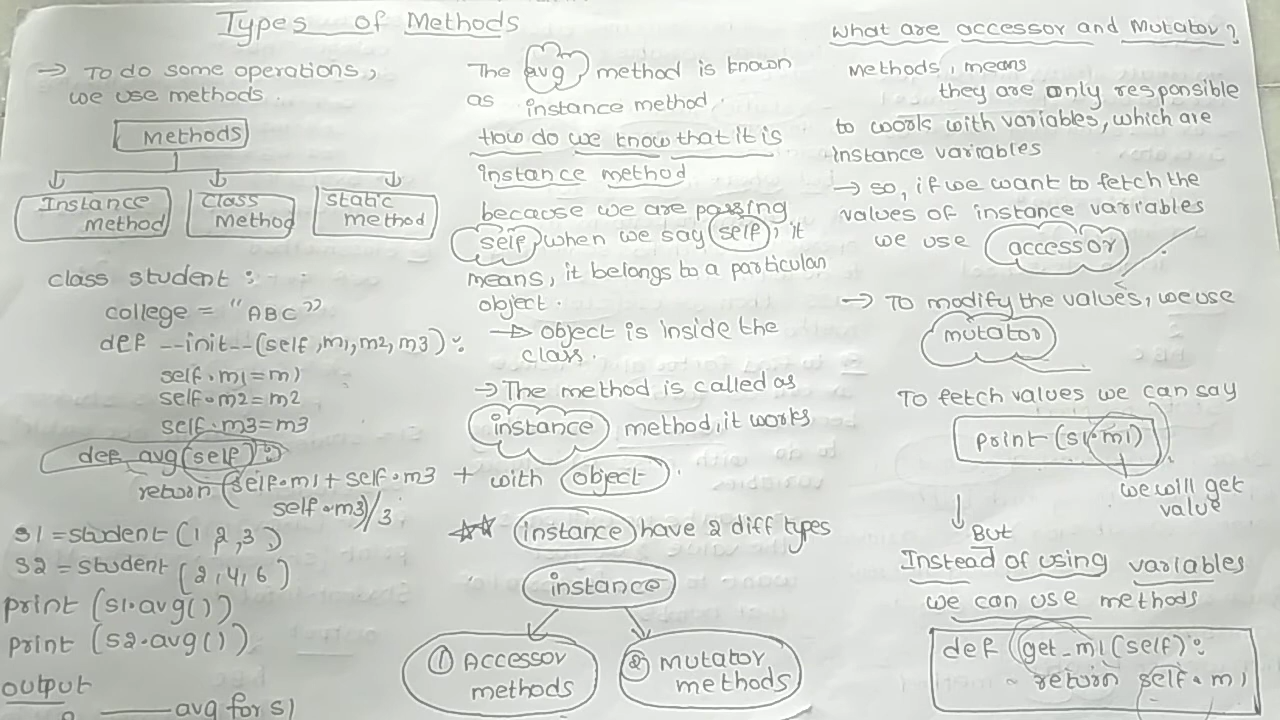 Types of Methods
→ To do some operations,
we use methods.
Methods
Instance method
Class Method
static method
class student:
college = "ABC"
def __init__(self,m1,m2,m3):
self.m1=m1
self.m2=m2
self.m3=m3
def avg(self):
return (self.m1 + self.m3 +
self.m3)/3
S1 = student (1,2,3)
S2 = student (2,4,6)
print (s1.avg())
print (s2.avg())
output
avg for s1
The avg method is known
as instance method.
How do we know that it is
instance method
because we are passing
self, when we say self, it
means, it belongs to a particular
object.
→ object is inside the
class.
→ The method is called as
instance method, it works
with object.
instance have 2 diff types
instance
① Accessor methods
② Mutator methods
What are accessor and Mutator?
Methods, means
they are only responsible
to work with variables, which are
instance variables
→ so, if we want to fetch the
values of instance variables
we use accessor
→ To modify the values, we use
mutator
To fetch values we can say
print (s1.m1)
we will get
value
But
Instead of using variables
we can use methods
def get_m1(self):
return self.m1